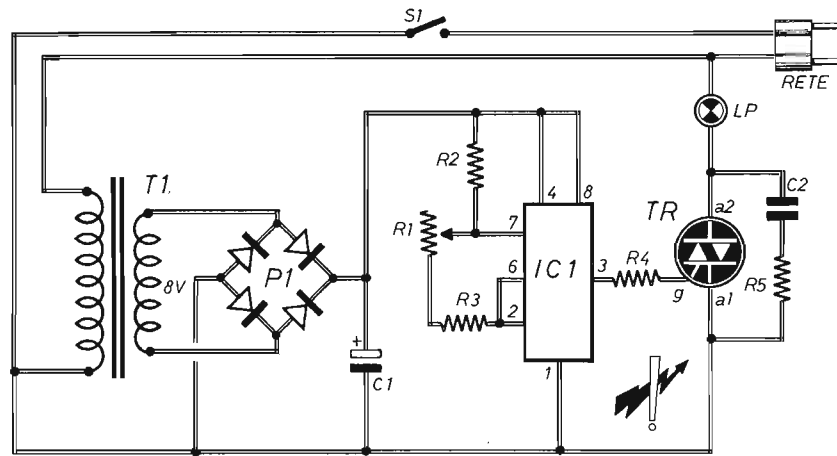 S1
RETE
LP
T1
8V
P1
+
C1
R2
R1
R3
7
6
2
4
8
IC1
3
1
R4
TR
a2
g
a1
C2
R5